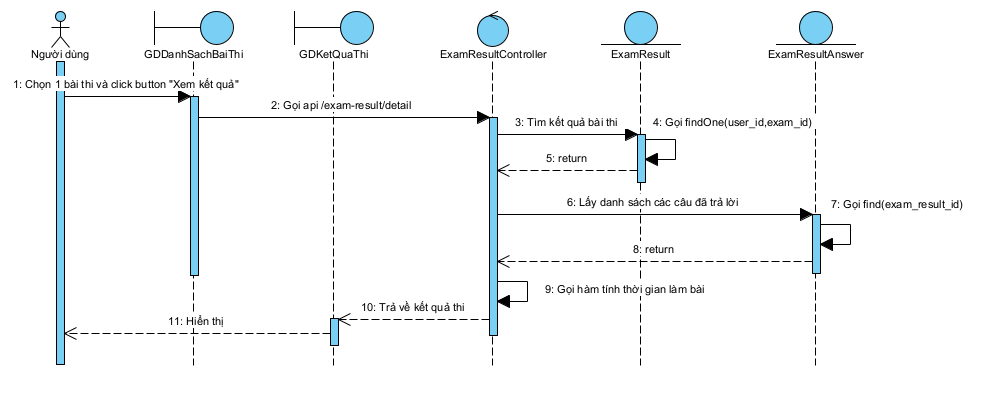 Người dùng
GDDanhSachBaiThi
GDKetQuaThi
ExamResultController
ExamResult
ExamResultAnswer
1: Chọn 1 bài thi và click button "Xem kết quả"
2: Gọi api /exam-result/detail
3: Tìm kết quả bài thi
4: Gọi findOne(user_id,exam_id)
5: return
6: Lấy danh sách các câu đã trả lời
7: Gọi find(exam_result_id)
8: return
9: Gọi hàm tính thời gian làm bài
10: Trả về kết quả thi
11: Hiển thị